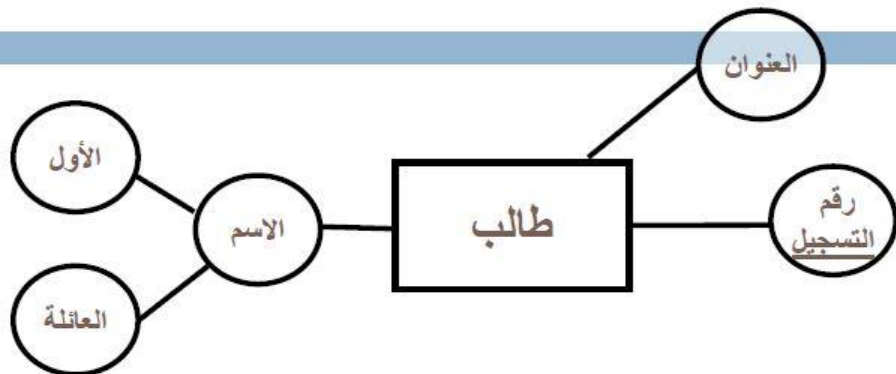 العنوان
الأول
الاسم
طالب
رقم
التسجيل
العائلة